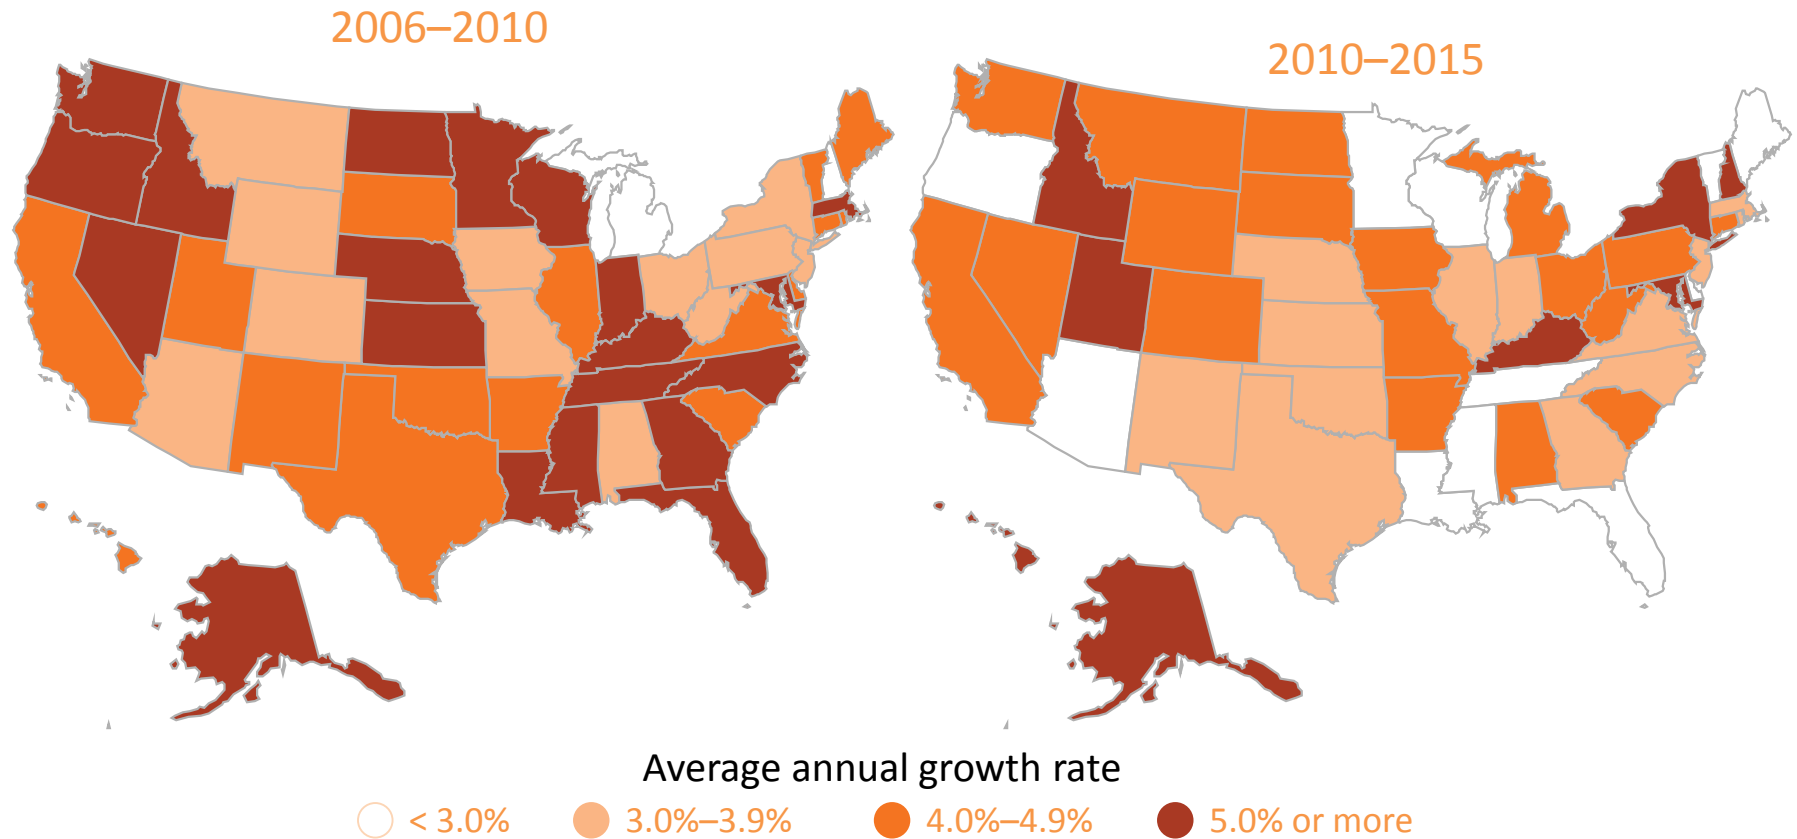 2006–2010
2010–2015
Average annual growth rate
< 3.0%
3.0%–3.9%
4.0%–4.9%
5.0% or more